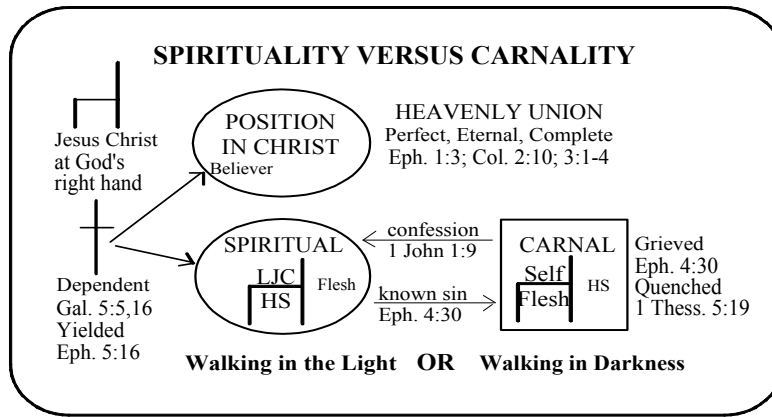 SPIRITUALITY VERSUS CARNALITY
Jesus Christ
at God's
right hand
POSITION
IN CHRIST
Believer
HEAVENLY UNION
Perfect, Eternal, Complete
Eph. 1:3; Col. 2:10; 3:1-4
Dependent
Gal. 5:5,16
Yielded
Eph. 5:16
SPIRITUAL
LJC
HS
Flesh
confession
1 John 1:9
known sin
Eph. 4:30
CARNAL
Self
Flesh
HS
Grieved
Eph. 4:30
Quenched
1 Thess. 5:19
Walking in the Light OR Walking in Darkness